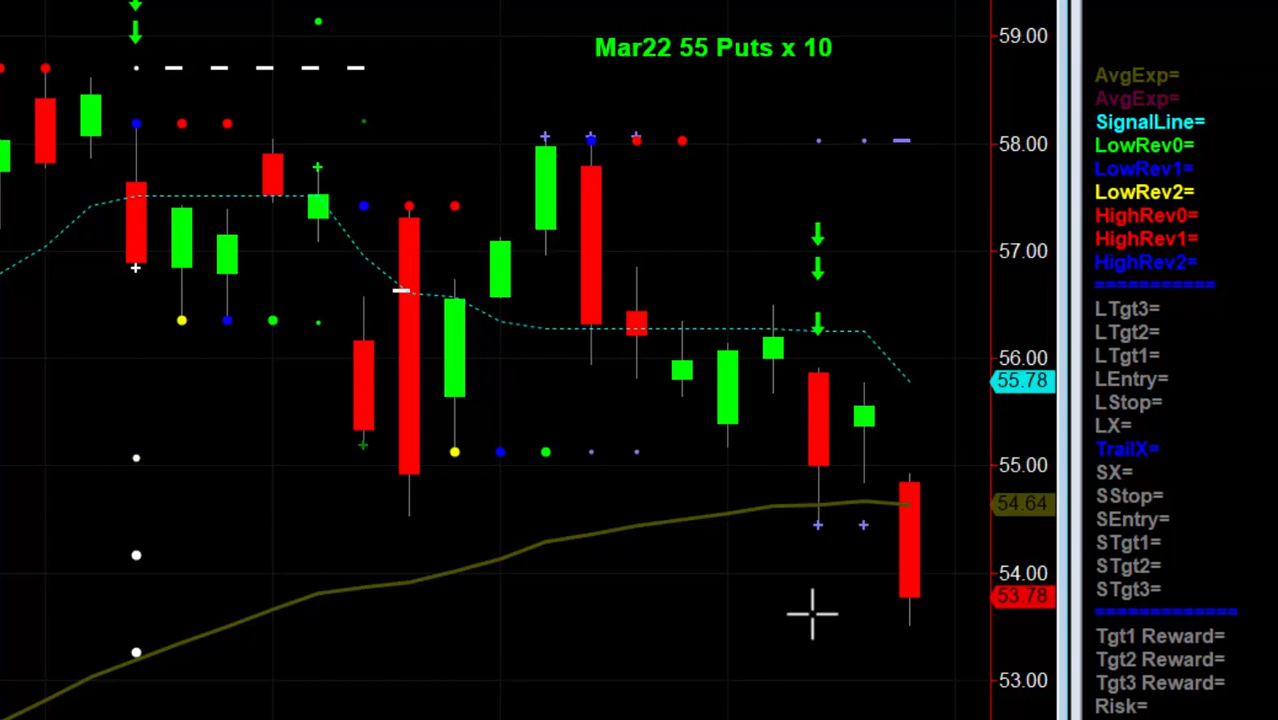 Mar22 55 Puts x 10
59.00
58.00
57.00
56.00
55.78
55.00
54.64
54.00
53.78
53.00
AvgExp=
AvgExp=
SignalLine=
LowRev0=
LowRev1=
LowRev2=
HighRev0=
HighRev1=
HighRev2=
===========
LTgt3=
LTgt2=
LTgt1=
LEntry=
LStop=
LX=
TrailX=
SX=
SStop=
SEntry=
STgt1=
STgt2=
STgt3=
=============
Tgt1 Reward=
Tgt2 Reward=
Tgt3 Reward=
Risk=